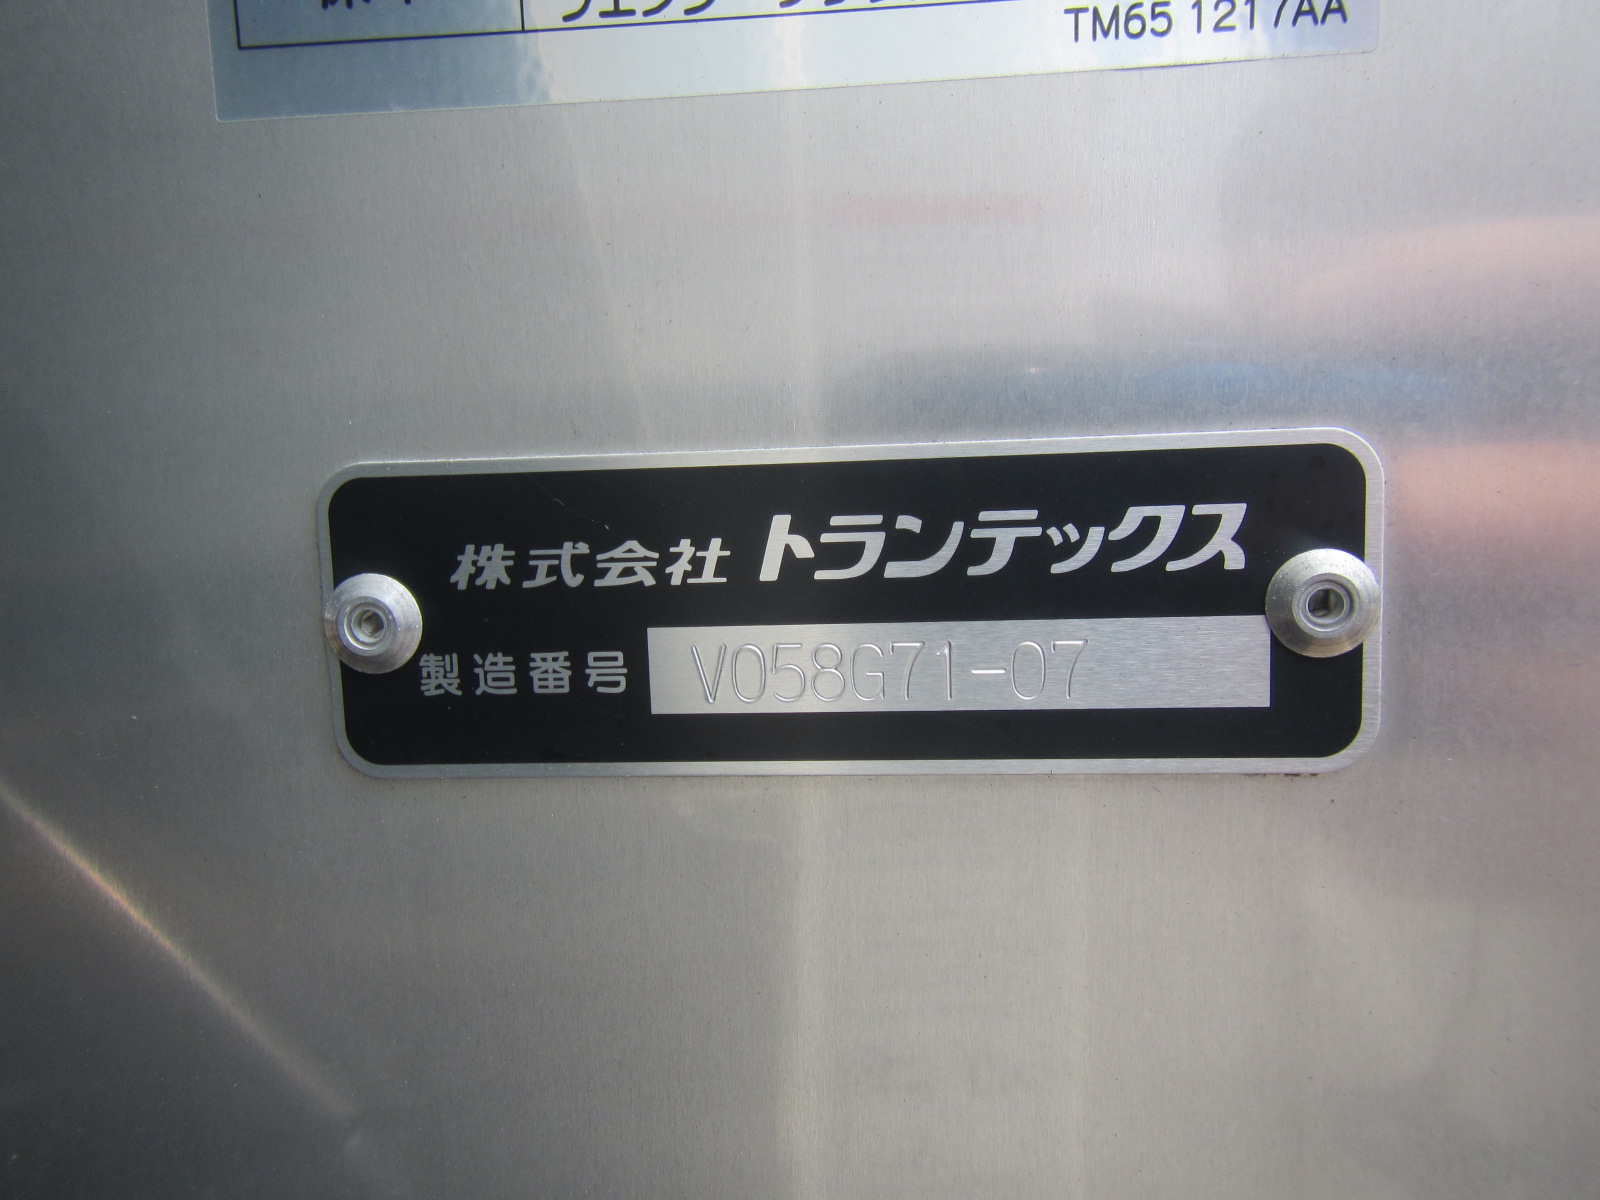 TM65 1217AA
株式会社 トランテックス
製造番号 V058G71-07